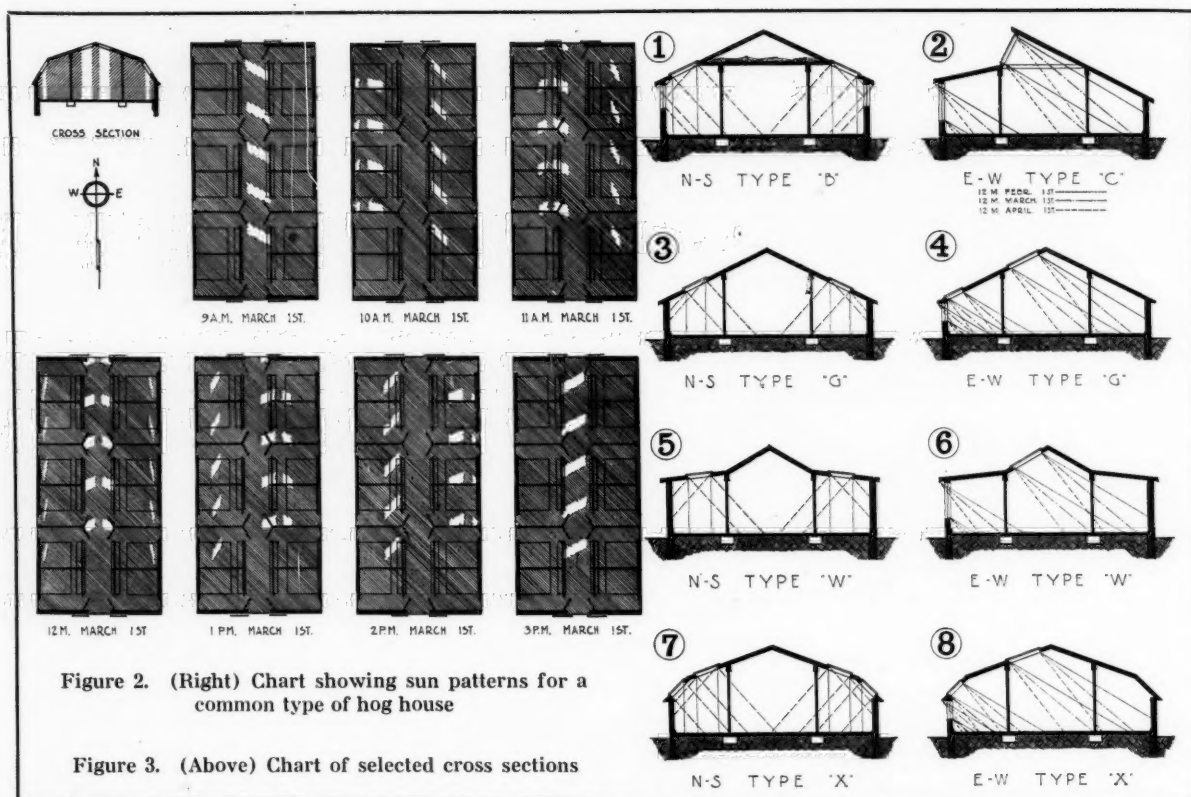 CROSS SECTION
N
W E
9 A.M. MARCH 1ST.
10 A.M. MARCH 1ST.
11 A.M. MARCH 1ST.
12 M. MARCH 1ST
1 P.M. MARCH 1ST.
2 P.M. MARCH 1ST.
3 P.M. MARCH 1ST.
Figure 2. (Right) Chart showing sun patterns for a
common type of hog house
Figure 3. (Above) Chart of selected cross sections
1
N-S TYPE "B"
2
E-W TYPE "C"
12 M. FEBR. 1ST
12 M. MARCH. 1ST
12 M. APRIL. 1ST
3
N-S TYPE "G"
4
E-W TYPE "G"
5
N-S TYPE "W"
6
E-W TYPE "W"
7
N-S TYPE "X"
8
E-W TYPE "X"